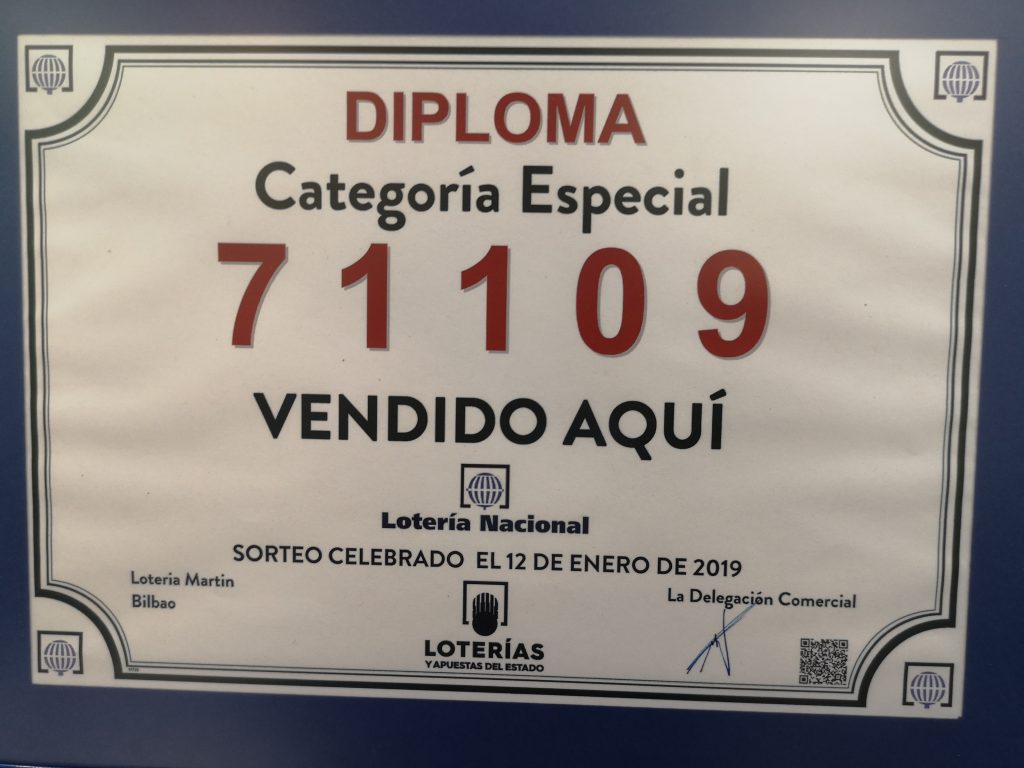 DIPLOMA
Categoría Especial
71109
VENDIDO AQUÍ
Lotería Nacional
SORTEO CELEBRADO EL 12 DE ENERO DE 2019
Loteria Martin
Bilbao
La Delegación Comercial
LOTERÍAS
Y APUESTAS DEL ESTADO